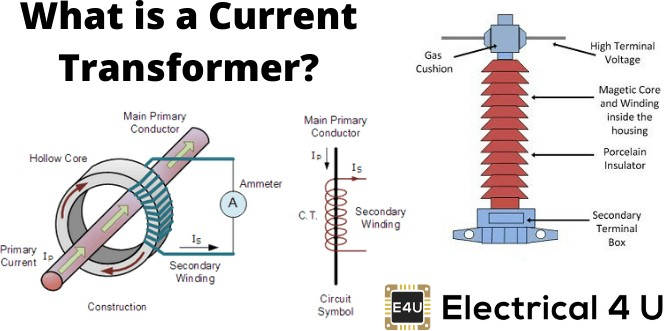 What is a Current
Transformer?
Main Primary
Conductor
Hollow Core
Ammeter
A
Primary
Current Ip
Is
Secondary
Winding
Construction
Main Primary
Conductor
Ip
Is
C.T.
Secondary
Winding
Circuit
Symbol
Gas
Cushion
High Terminal
Voltage
Magetic Core
and Winding
inside the
housing
Porcelain
Insulator
Secondary
Terminal
Box
E4U
Electrical 4 U